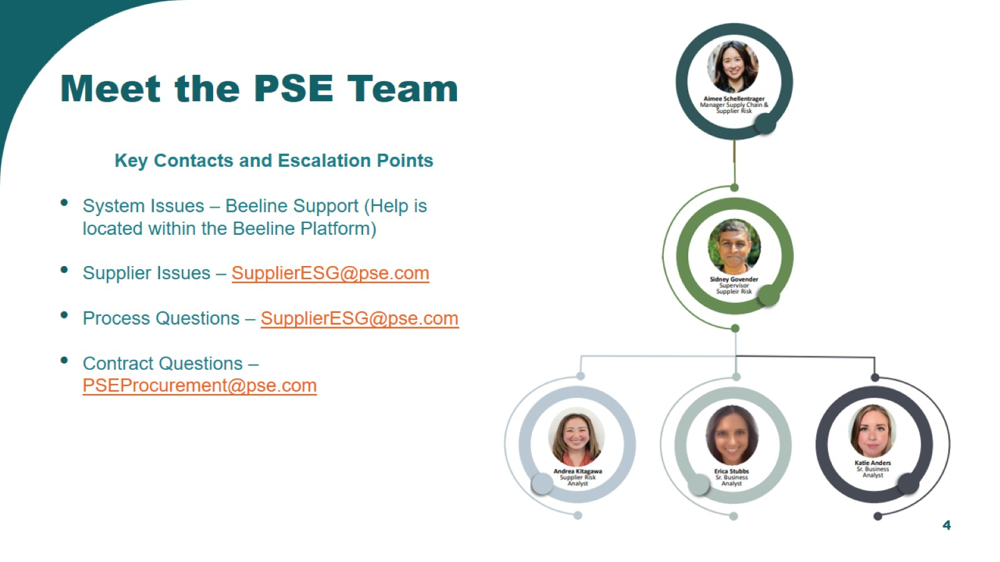 Meet the PSE Team
Key Contacts and Escalation Points
• System Issues – Beeline Support (Help is
located within the Beeline Platform)
• Supplier Issues – SupplierESG@pse.com
• Process Questions – SupplierESG@pse.com
• Contract Questions –
PSEProcurement@pse.com
Aimee Schellentrager
Manager Supply Chain &
Supplier Risk
Sidney Govender
Supervisor
Suppleir Risk
Andrea Kitagawa
Supplier Risk
Analyst
Erica Stubbs
Sr. Business
Analyst
Katie Anders
Sr. Business
Analyst
4